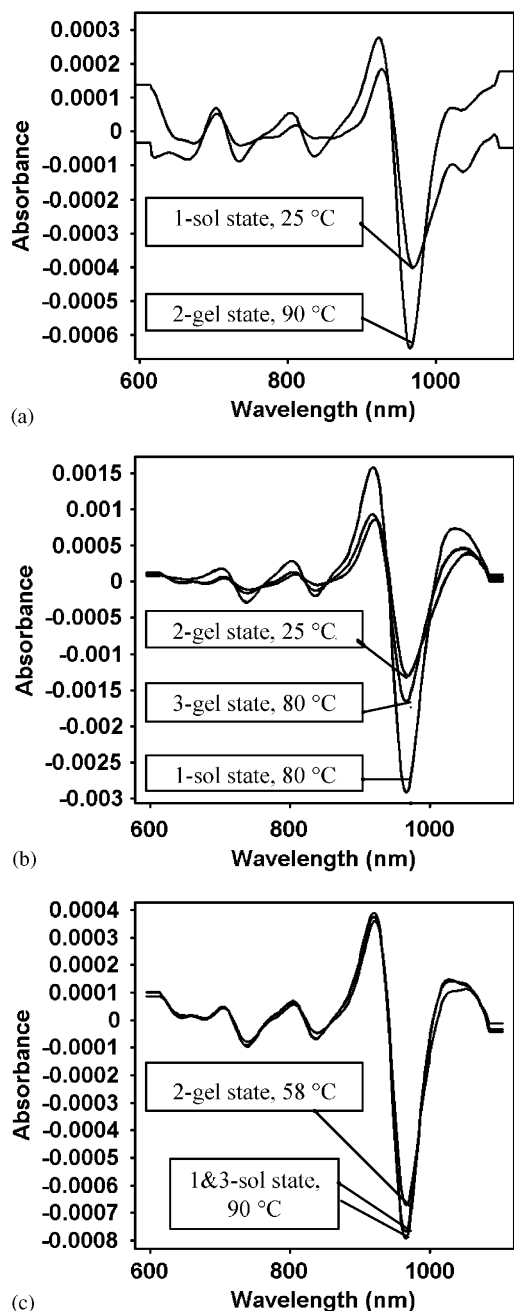 0.0003
0.0002
0.0001
0
-0.0001
-0.0002
-0.0003
-0.0004
-0.0005
-0.0006
Absorbance
1-sol state, 25 °C
2-gel state, 90 °C
600 800 1000
Wavelength (nm)
(a)
0.0015
0.001
0.0005
0
-0.0005
-0.001
-0.0015
-0.002
-0.0025
-0.003
Absorbance
2-gel state, 25 °C
3-gel state, 80 °C
1-sol state, 80 °C
600 800 1000
Wavelength (nm)
(b)
0.0004
0.0003
0.0002
0.0001
0
-0.0001
-0.0002
-0.0003
-0.0004
-0.0005
-0.0006
-0.0007
-0.0008
Absorbance
2-gel state, 58 °C
1&3-sol state,
90 °C
600 800 1000
Wavelength (nm)
(c)